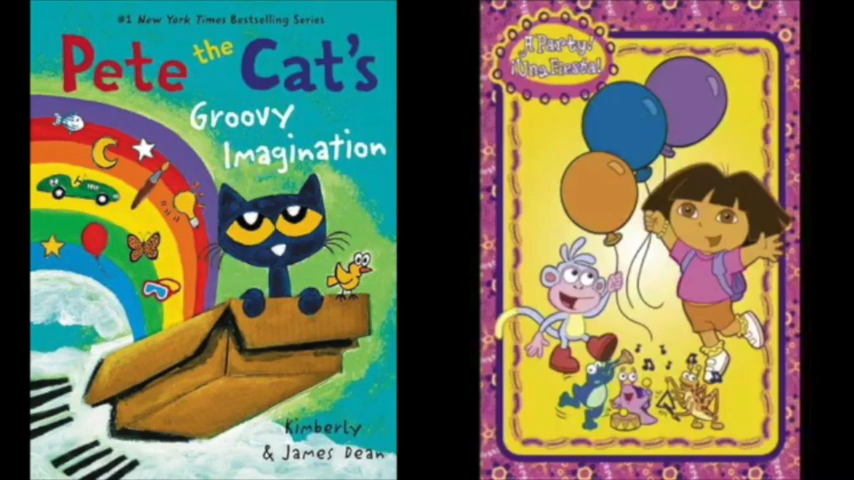 #1 New York Times Bestselling Series
Pete the Cat's
Groovy
Imagination
Kimberly
& James Dean
A Party!
¡Una Fiesta!